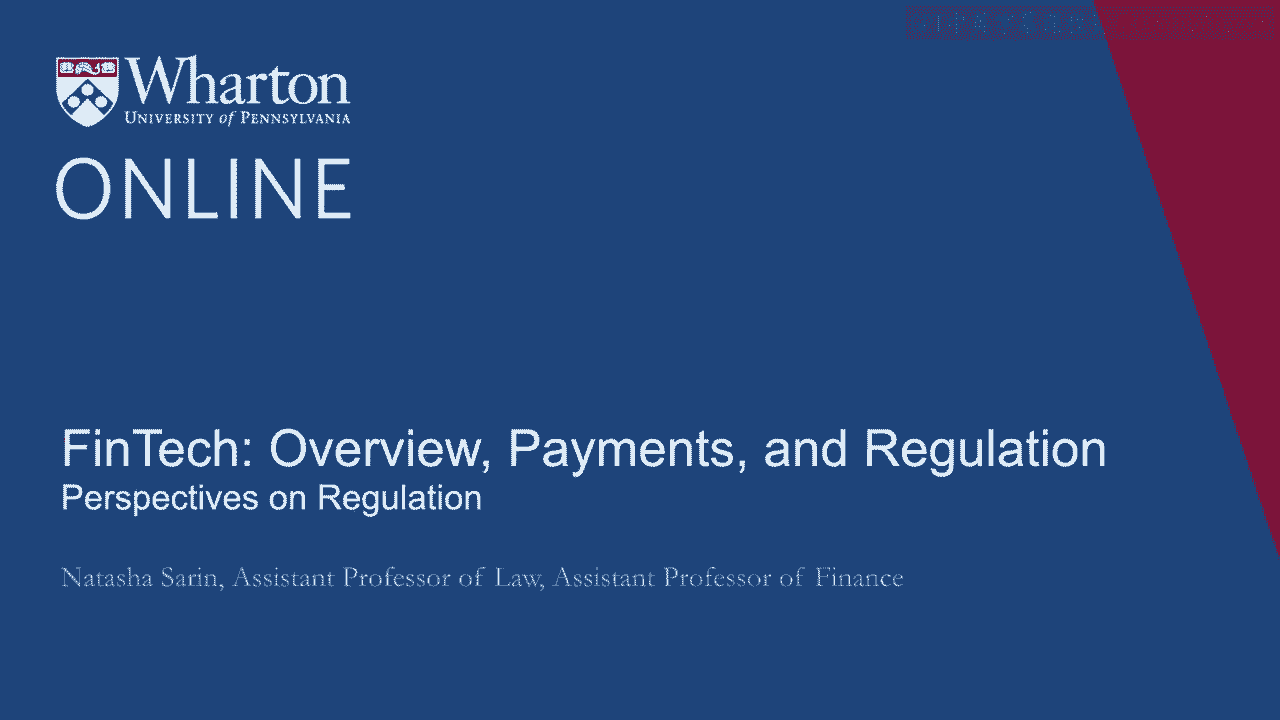 Wharton
UNIVERSITY of PENNSYLVANIA
ONLINE
FinTech: Overview, Payments, and Regulation
Perspectives on Regulation
Natasha Sarin, Assistant Professor of Law, Assistant Professor of Finance